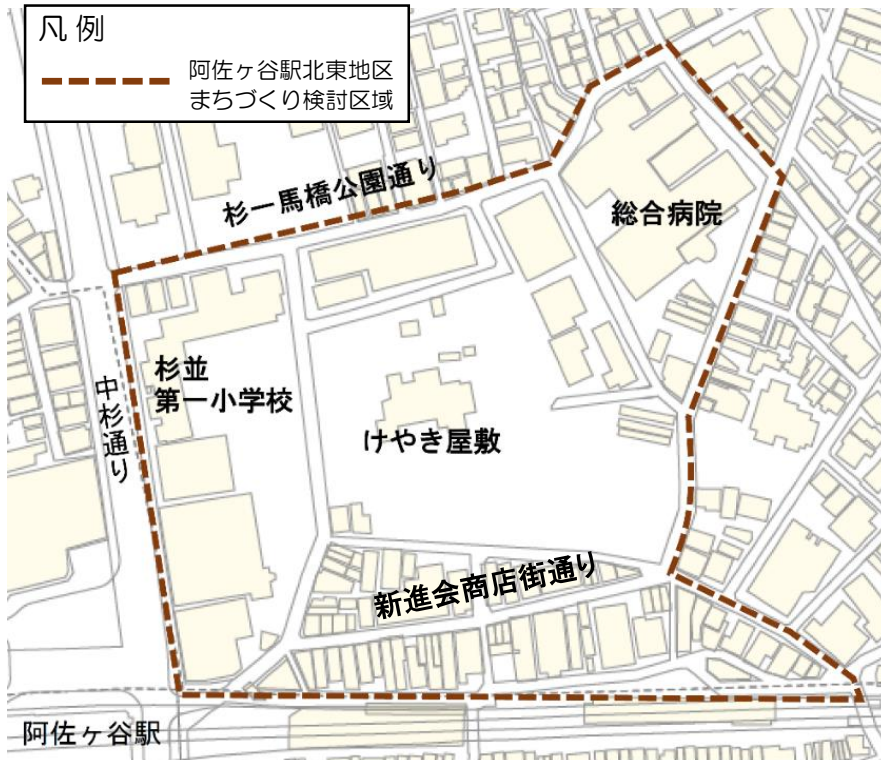 凡 例
阿佐ヶ谷駅北東地区
まちづくり検討区域
杉一馬橋公園通り
総合病院
杉並
第一小学校
中杉通り
けやき屋敷
新進会商店街通り
阿佐ヶ谷駅